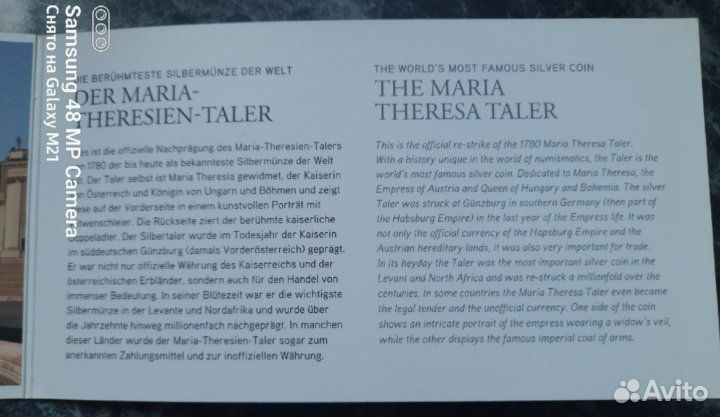 DIE BERÜHMTESTE SILBERMÜNZE DER WELT
DER MARIA-
THERESIEN-TALER
ist die offizielle Nachprägung des Maria-Theresien-Talers
1780 der bis heute als bekannteste Silbermünze der Welt
Der Taler selbst ist Maria Theresia gewidmet, der Kaiserin
Österreich und Königin von Ungarn und Böhmen und zeigt
auf der Vorderseite in einem kunstvollen Porträt mit
Witwenschleier. Die Rückseite ziert der berühmte kaiserliche
Doppeladler. Der Silbertaler wurde im Todesjahr der Kaiserin
im süddeutschen Günzburg (damals Vorderösterreich) geprägt.
Er war nicht nur offizielle Währung des Kaiserreichs und der
österreichischen Erbländer, sondern auch für den Handel von
immenser Bedeutung. In seiner Blütezeit war er die wichtigste
Silbermünze in der Levante und Nordafrika und wurde über
die Jahrzehnte hinweg millionenfach nachgeprägt. In manchen
dieser Länder wurde der Maria-Theresien-Taler sogar zum
anerkannten Zahlungsmittel und zur inoffiziellen Währung.
THE WORLD'S MOST FAMOUS SILVER COIN
THE MARIA
THERESA TALER
This is the official re-strike of the 1780 Maria Theresa Taler.
With a history unique in the world of numismatics, the Taler is the
world's most famous silver coin. Dedicated to Maria Theresa, the
Empress of Austria and Queen of Hungary and Bohemia. The silver
Taler was struck at Günzburg in southern Germany (then part of
the Habsburg Empire) in the last year of the Empress life. It was
not only the official currency of the Hapsburg Empire and the
Austrian hereditary lands, it was also very important for trade.
In its heyday the Taler was the most important silver coin in the
Levant and North Africa and was re-struck a millionfold over the
centuries. In some countries the Maria Theresa Taler even became
the legal tender and the unofficial currency. One side of the coin
shows an intricate portrait of the empress wearing a widow's veil,
while the other displays the famous imperial coat of arms.
Samsung 48 MP Camera
Снято на Galaxy M21
Avito